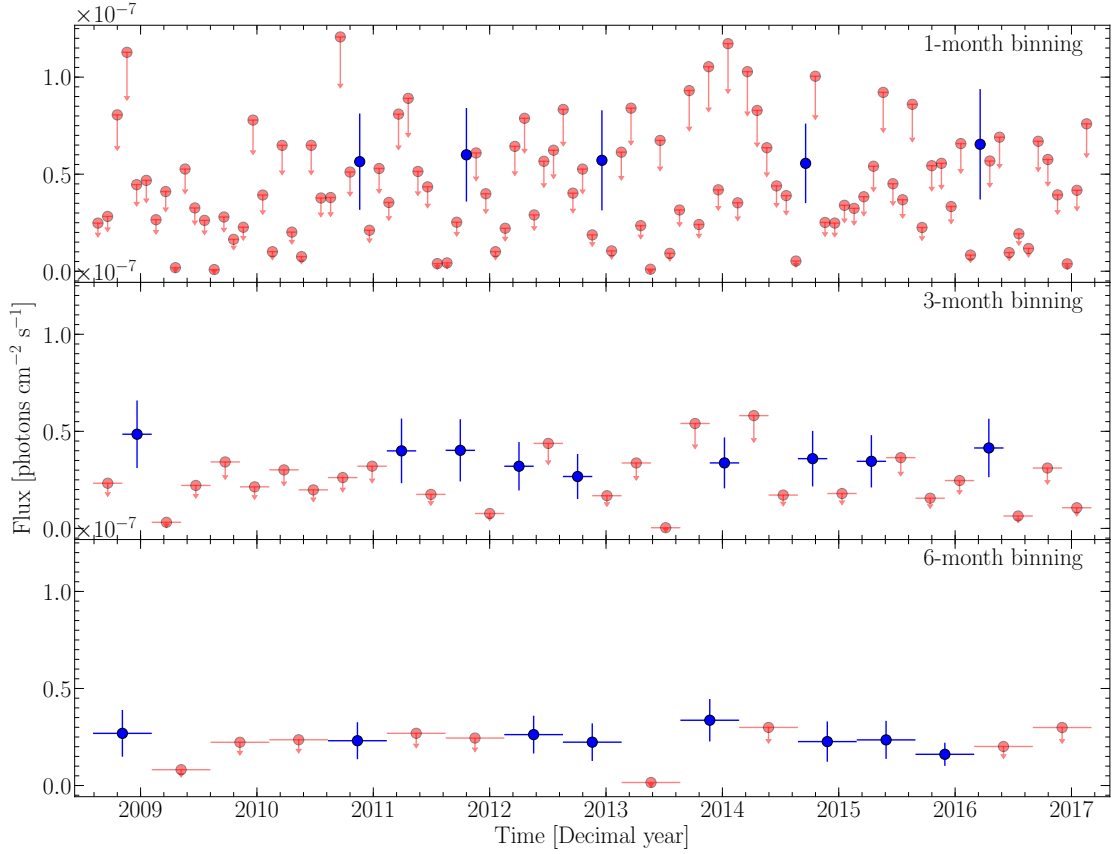 ×10⁻⁷
1-month binning
1.0
0.5
0.0
×10⁻⁷
3-month binning
1.0
0.5
0.0
×10⁻⁷
6-month binning
1.0
0.5
0.0
Flux [photons cm⁻² s⁻¹]
2009 2010 2011 2012 2013 2014 2015 2016 2017
Time [Decimal year]